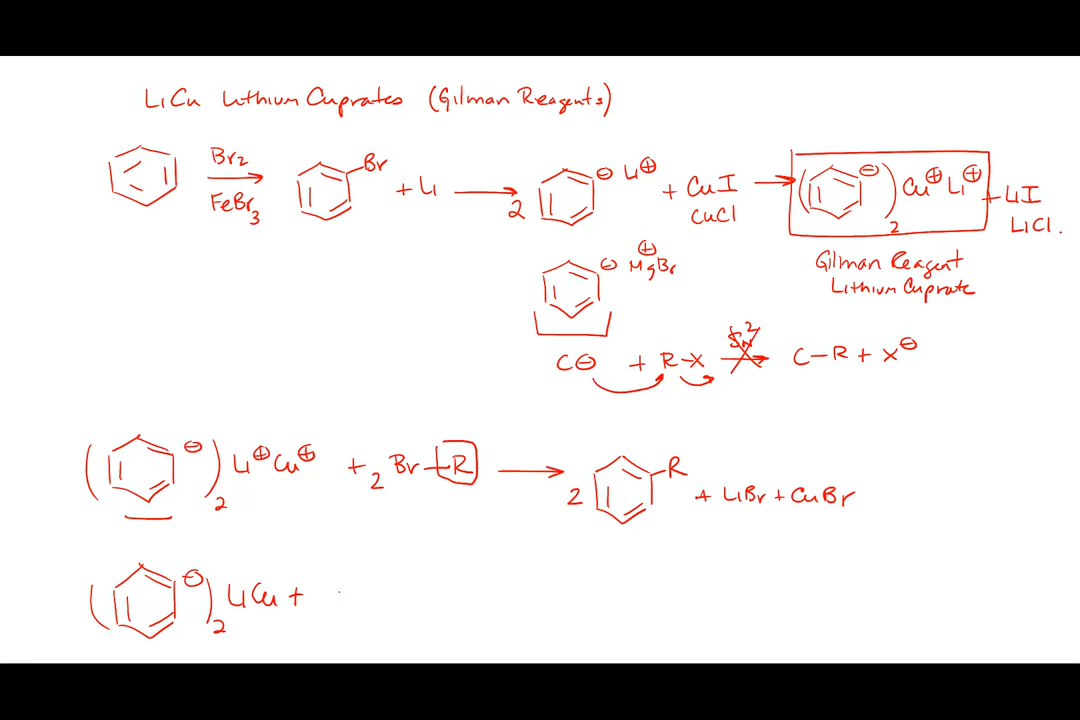 LiCu Lithium Cuprates (Gilman Reagents)
Br2 FeBr3 Br + Li 2 ⊖ Li⊕ + CuI CuCl ( ⊖ )2 Cu⊕ Li⊕ + LiI LiCl.
⊖ MgBr ⊕
Gilman Reagent
Lithium Cuprate
C⊖ + R-X SN2 C-R + X⊖
( ⊖ )2 Li⊕ Cu⊕ + 2 Br-R 2 R + LiBr + CuBr
( ⊖ )2 LiCu +